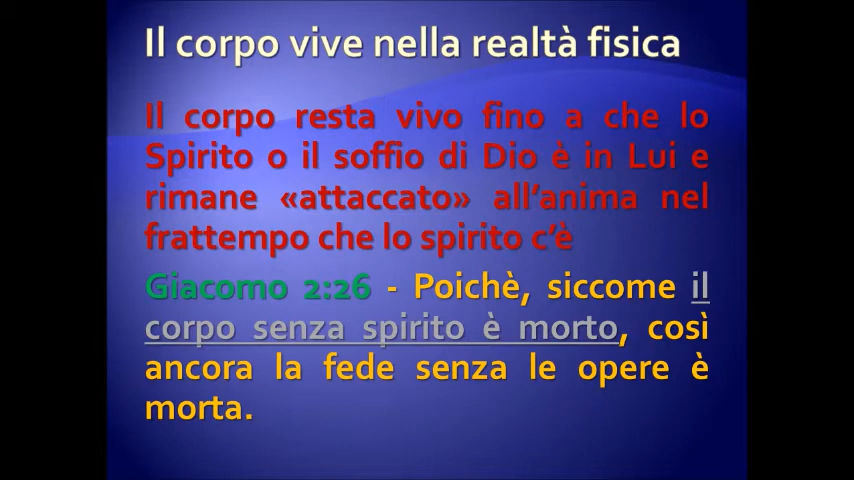 Il corpo vive nella realtà fisica
Il corpo resta vivo fino a che lo
Spirito o il soffio di Dio è in Lui e
rimane «attaccato» all'anima nel
frattempo che lo spirito c'è
Giacomo 2:26 - Poichè, siccome il
corpo senza spirito è morto, così
ancora la fede senza le opere è
morta.